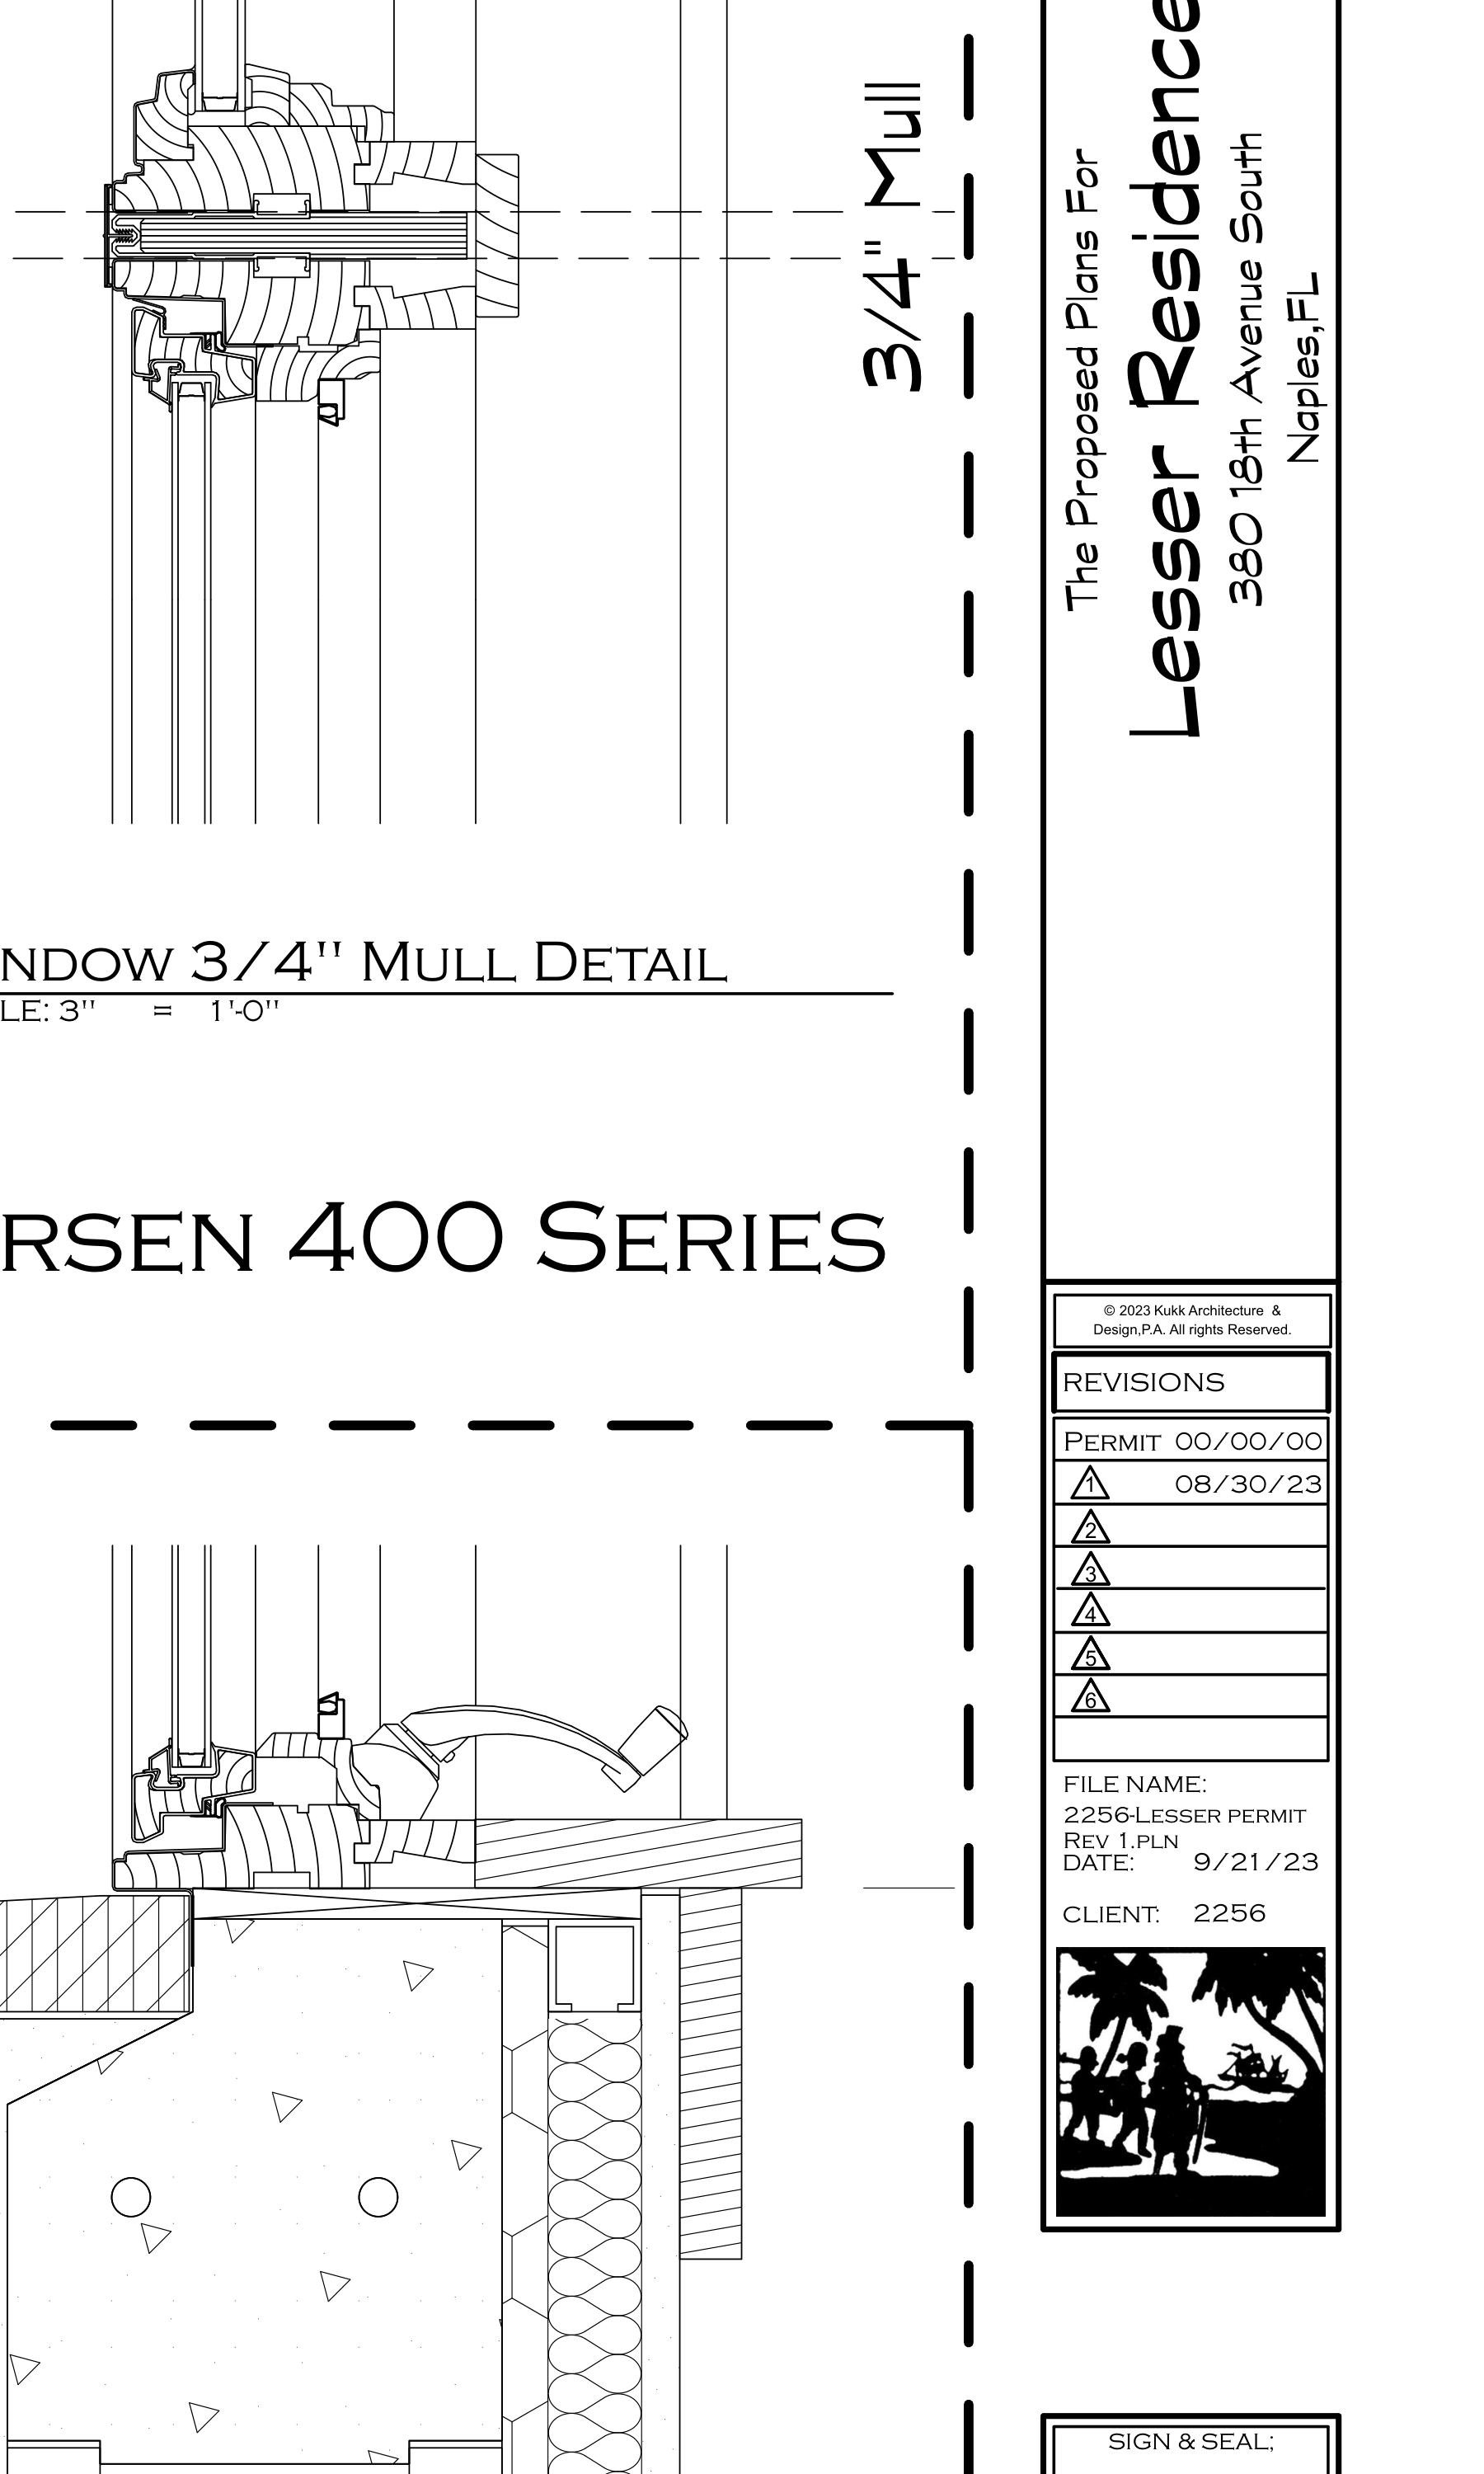 3/4" Mull
The Proposed Plans For
Lesser Residence
380 18th Avenue South
Naples,FL
NDOW 3/4" MULL DETAIL
LE: 3" = 1'-0"
RSEN 400 SERIES
© 2023 Kukk Architecture &
Design,P.A. All rights Reserved.
REVISIONS
PERMIT 00/00/00
1 08/30/23
2
3
4
5
6
FILE NAME:
2256-LESSER PERMIT
REV 1.PLN
DATE: 9/21/23
CLIENT: 2256
SIGN & SEAL;